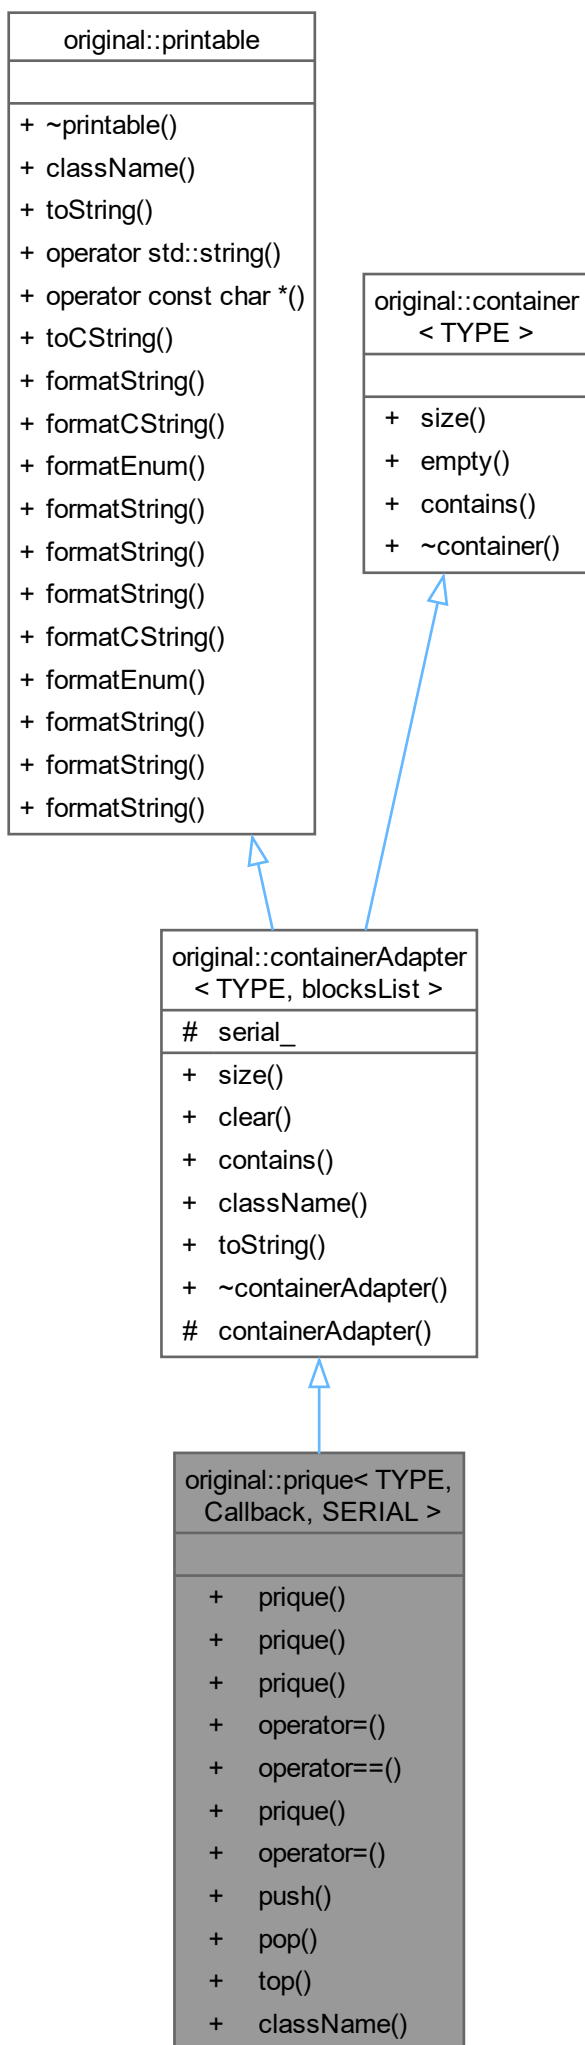 original::printable
+ ~printable()
+ className()
+ toString()
+ operator std::string()
+ operator const char *()
+ toCString()
+ formatString()
+ formatCString()
+ formatEnum()
+ formatString()
+ formatString()
+ formatString()
+ formatCString()
+ formatEnum()
+ formatString()
+ formatString()
+ formatString()
original::container
< TYPE >
+ size()
+ empty()
+ contains()
+ ~container()
original::containerAdapter
< TYPE, blocksList >
# serial_
+ size()
+ clear()
+ contains()
+ className()
+ toString()
+ ~containerAdapter()
# containerAdapter()
original::prique< TYPE,
Callback, SERIAL >
+ prique()
+ prique()
+ prique()
+ operator=()
+ operator==()
+ prique()
+ operator=()
+ push()
+ pop()
+ top()
+ className()